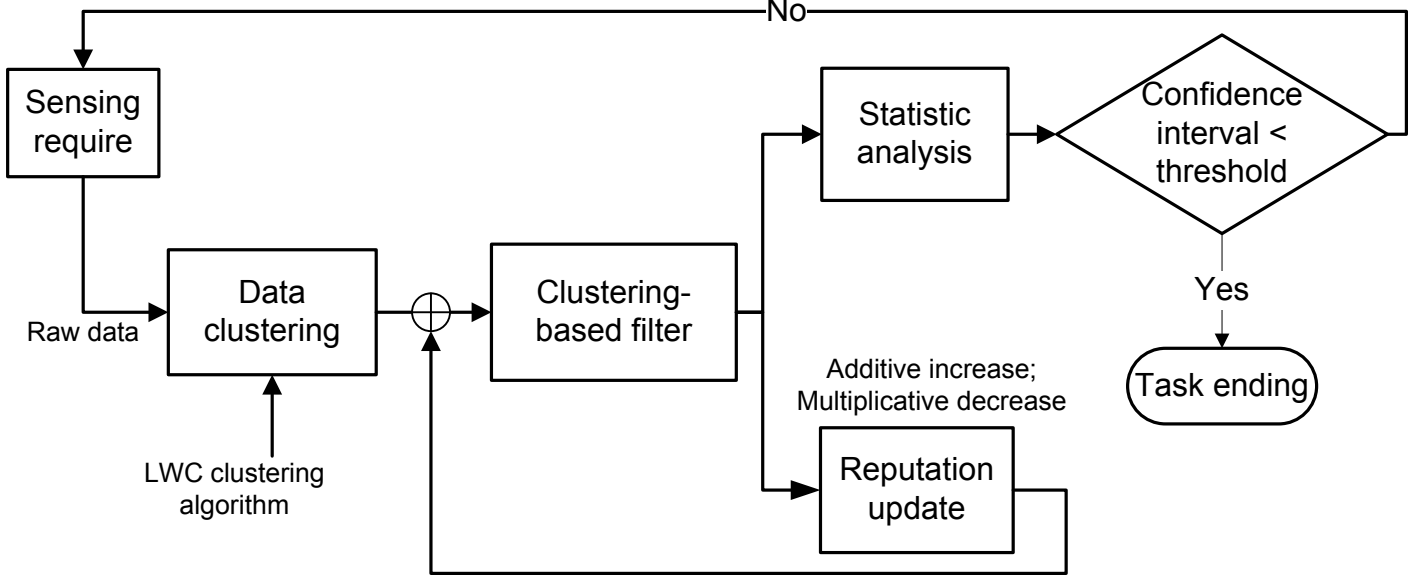 No
Sensing
require
Statistic
analysis
Confidence
interval <
threshold
Raw data
Data
clustering
Clustering-
based filter
Yes
Additive increase;
Multiplicative decrease
Task ending
LWC clustering
algorithm
Reputation
update